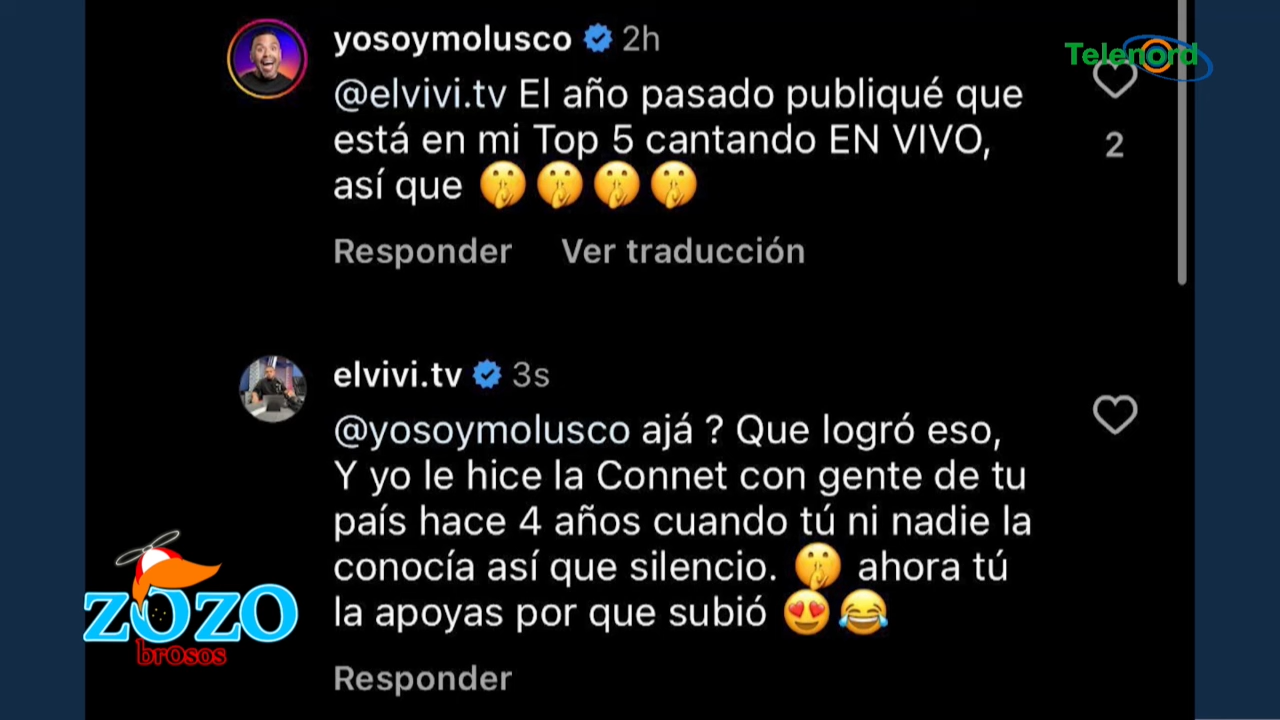 yosoymolusco 2h
Telenord
@elvivi.tv El año pasado publiqué que
está en mi Top 5 cantando EN VIVO,
así que 🤫🤫🤫🤫
2
Responder Ver traducción
elvivi.tv 3s
@yosoymolusco ajá ? Que logró eso,
Y yo le hice la Connet con gente de tu
país hace 4 años cuando tú ni nadie la
conocía así que silencio. 🤫 ahora tú
la apoyas por que subió 😍😂
Responder
ZOZO
brOsos